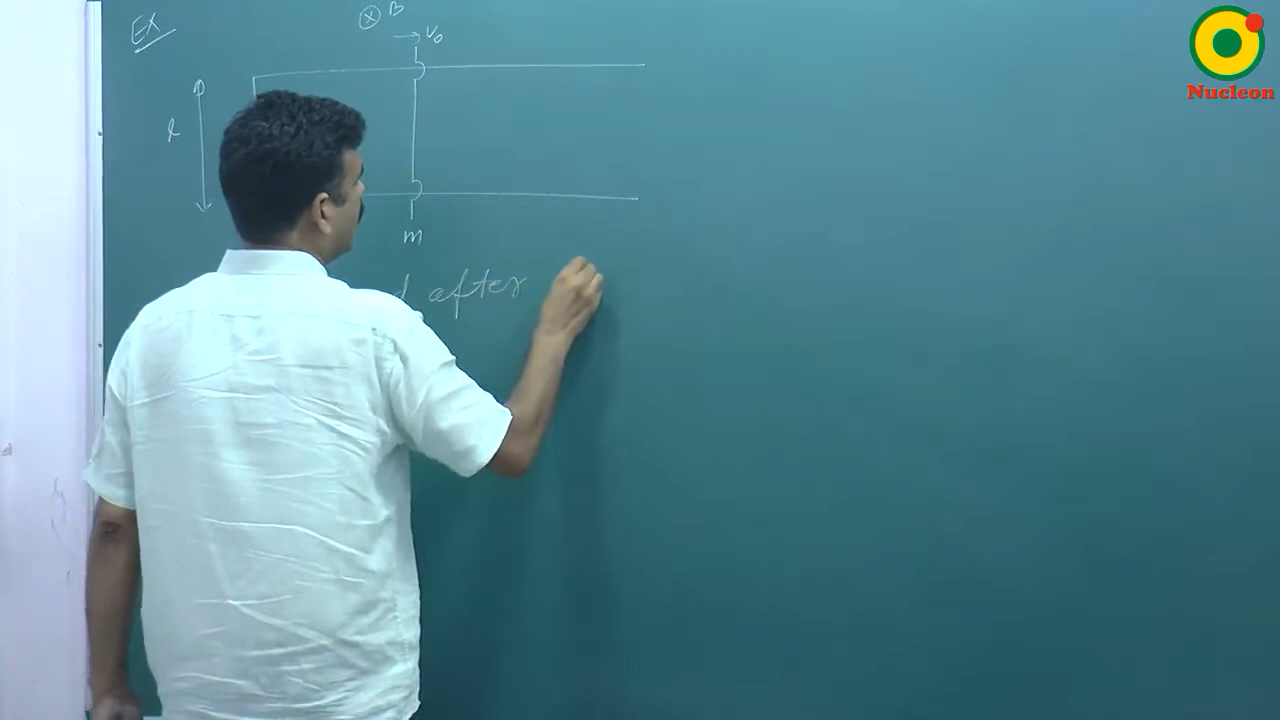 Ex
⊗ B
v₀
l
m
after
Nucleon